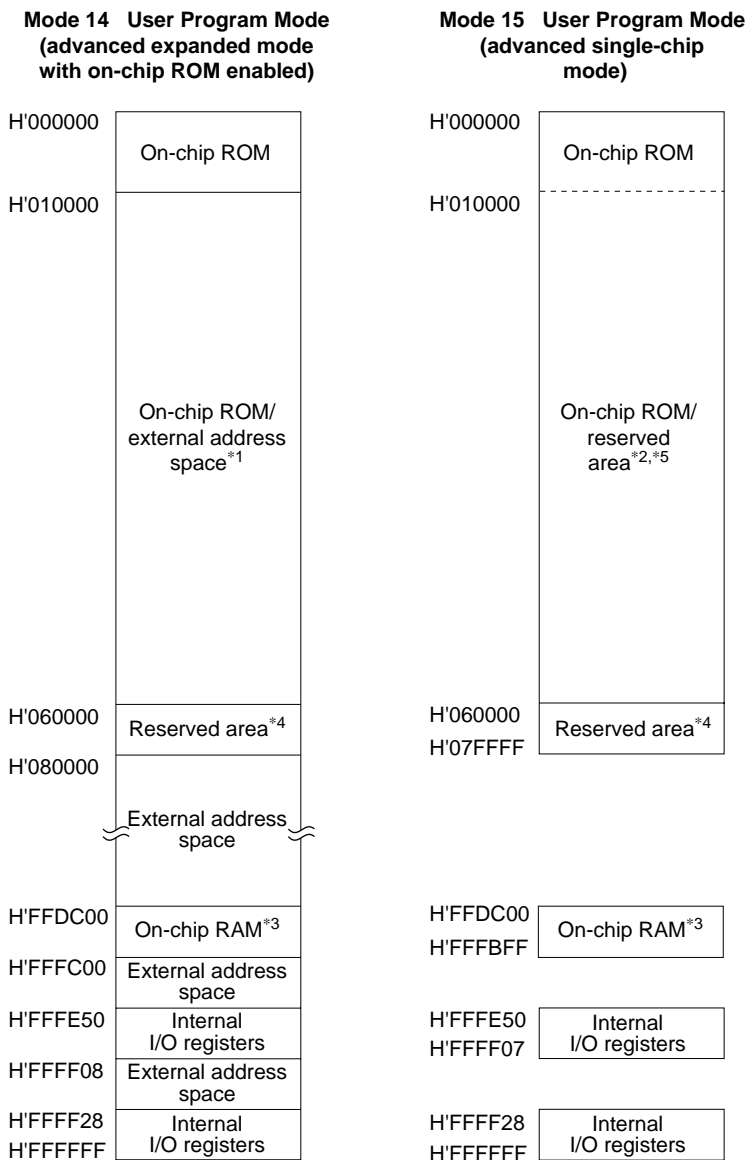 Mode 14 User Program Mode
(advanced expanded mode
with on-chip ROM enabled)
H'000000
On-chip ROM
H'010000
On-chip ROM/
external address
space*1
H'060000
Reserved area*4
H'080000
External address
space
H'FFDC00
On-chip RAM*3
H'FFFC00
External address
space
H'FFFE50
Internal
I/O registers
H'FFFF08
External address
space
H'FFFF28
Internal
I/O registers
H'FFFFFF
Mode 15 User Program Mode
(advanced single-chip
mode)
H'000000
On-chip ROM
H'010000
On-chip ROM/
reserved
area*2,*5
H'060000
Reserved area*4
H'07FFFF
H'FFDC00
On-chip RAM*3
H'FFFBFF
H'FFFE50
Internal
I/O registers
H'FFFF07
H'FFFF28
Internal
I/O registers
H'FFFFFF